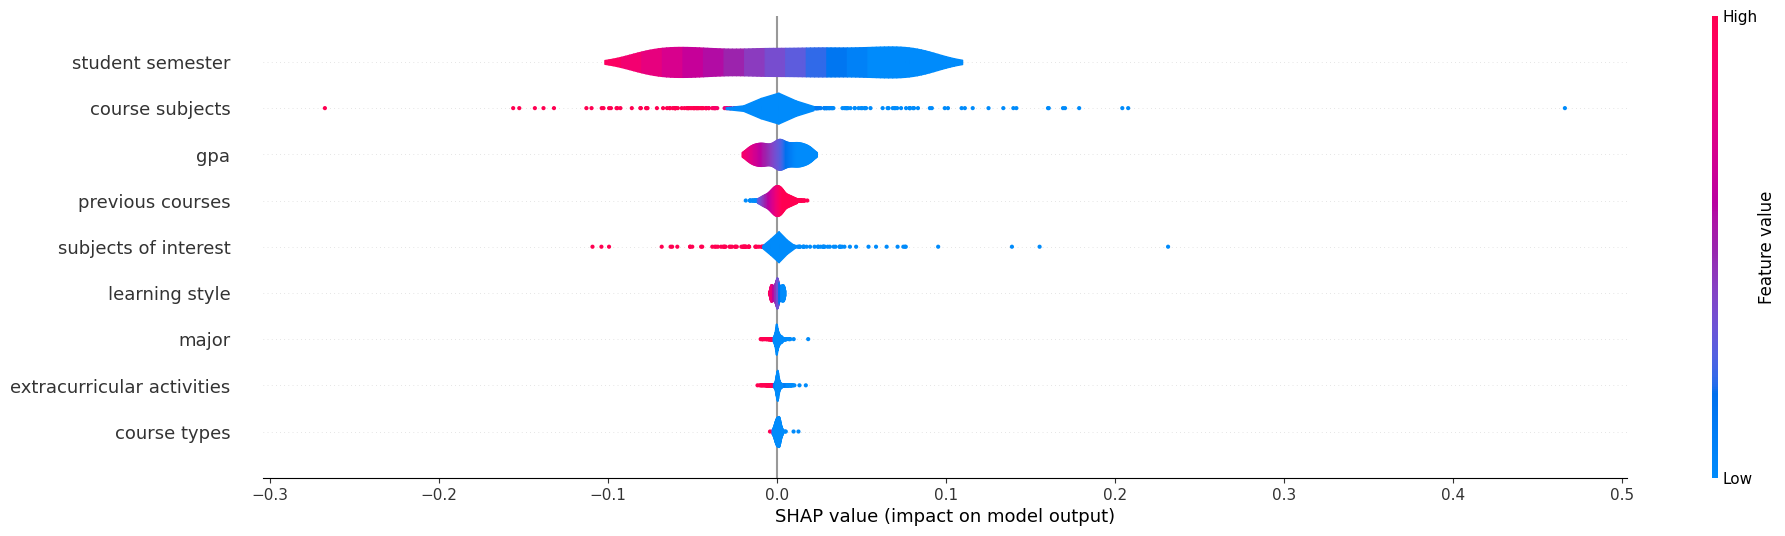 High
student semester
course subjects
gpa
previous courses
subjects of interest
learning style
major
extracurricular activities
course types
Feature value
Low
−0.3 −0.2 −0.1 0.0 0.1 0.2 0.3 0.4 0.5
SHAP value (impact on model output)